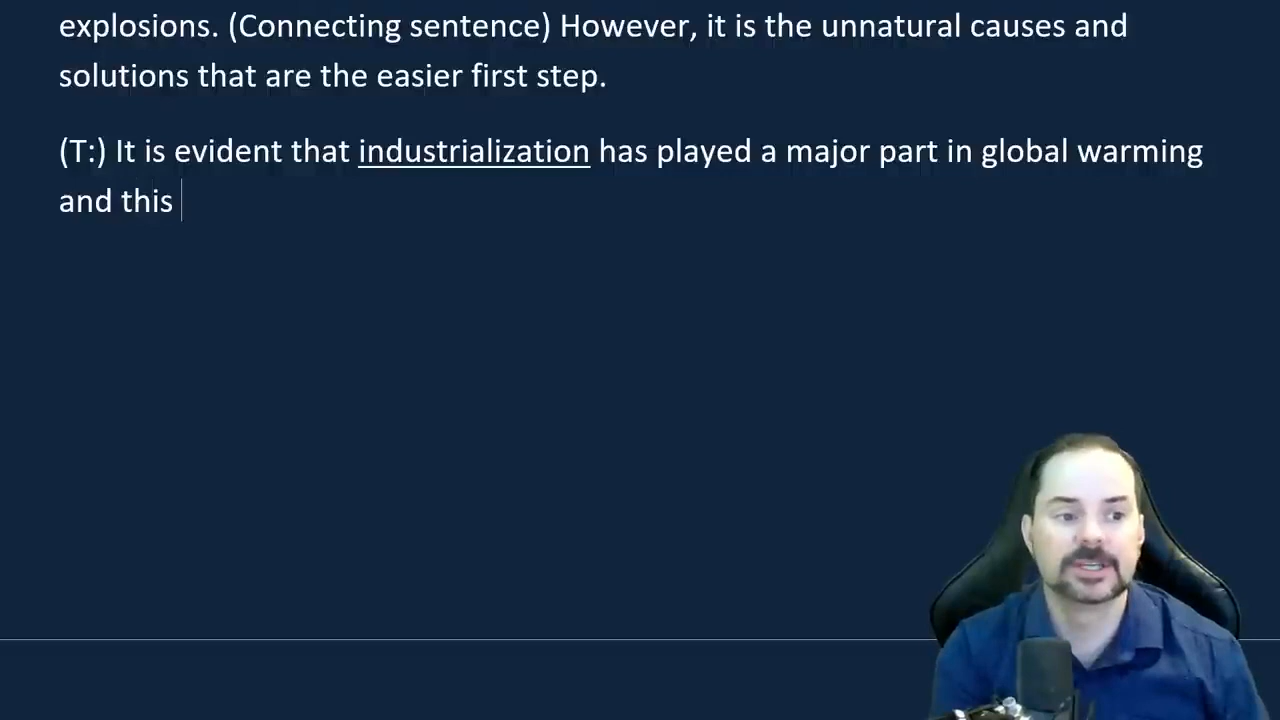 explosions. (Connecting sentence) However, it is the unnatural causes and
solutions that are the easier first step.
(T:) It is evident that industrialization has played a major part in global warming
and this